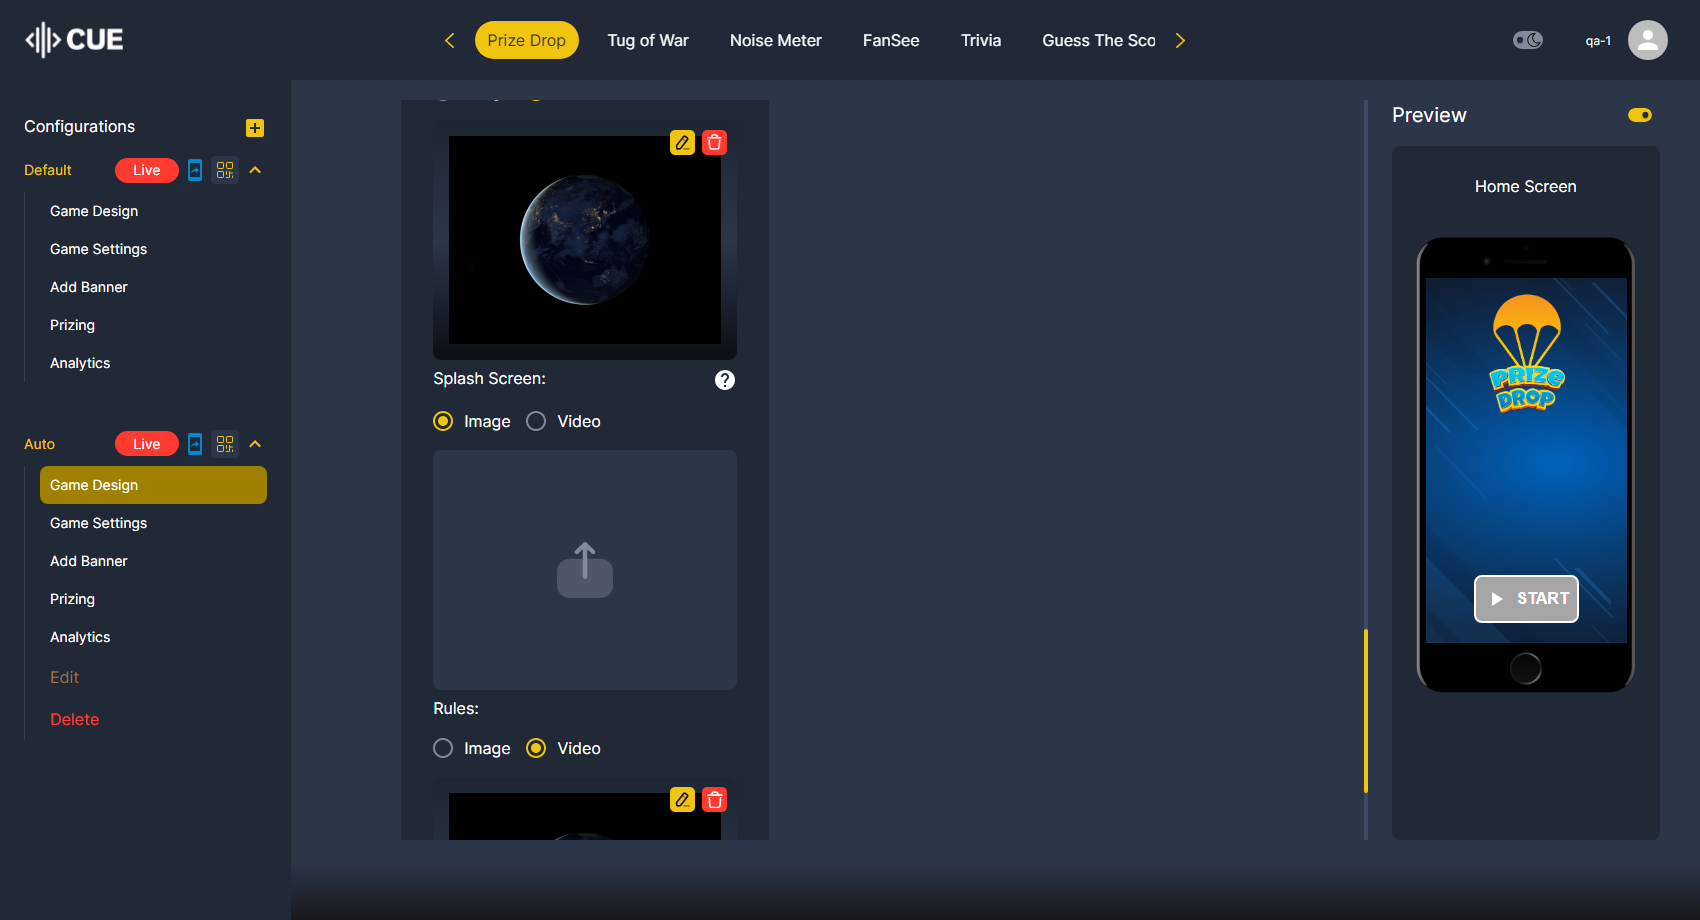 CUE
Prize Drop
Tug of War
Noise Meter
FanSee
Trivia
Guess The Sco
qa-1
Configurations
Default
Live
Game Design
Game Settings
Add Banner
Prizing
Analytics
Auto
Live
Game Design
Game Settings
Add Banner
Prizing
Analytics
Edit
Delete
Splash Screen:
?
Image
Video
Rules:
Image
Video
Preview
Home Screen
PRIZE
DROP
START